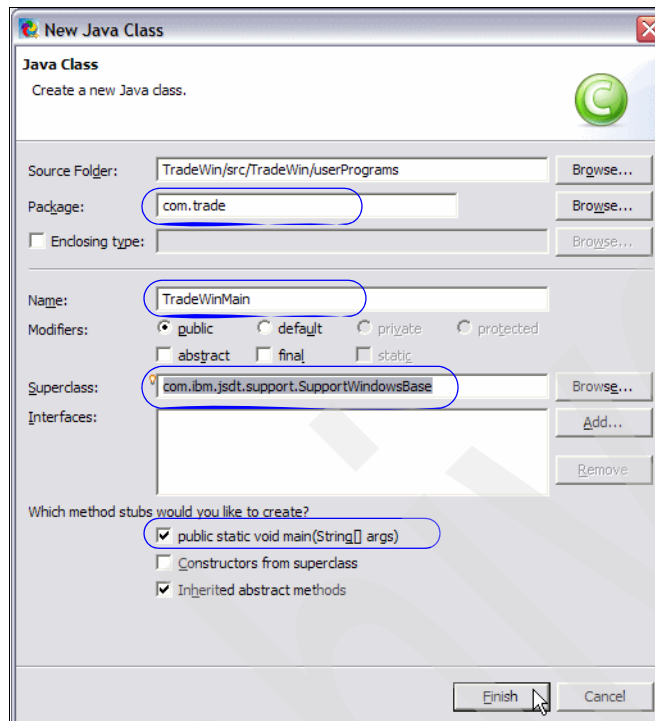 New Java Class
Java Class
Create a new Java class.
Source Folder: TradeWin/src/TradeWin/userPrograms Browse...
Package: com.trade Browse...
Enclosing type: Browse...
Name: TradeWinMain
Modifiers: public default private protected
abstract final static
Superclass: com.ibm.jsdt.support.SupportWindowsBase Browse...
Interfaces: Add...
Remove
Which method stubs would you like to create?
public static void main(String[] args)
Constructors from superclass
Inherited abstract methods
Finish Cancel